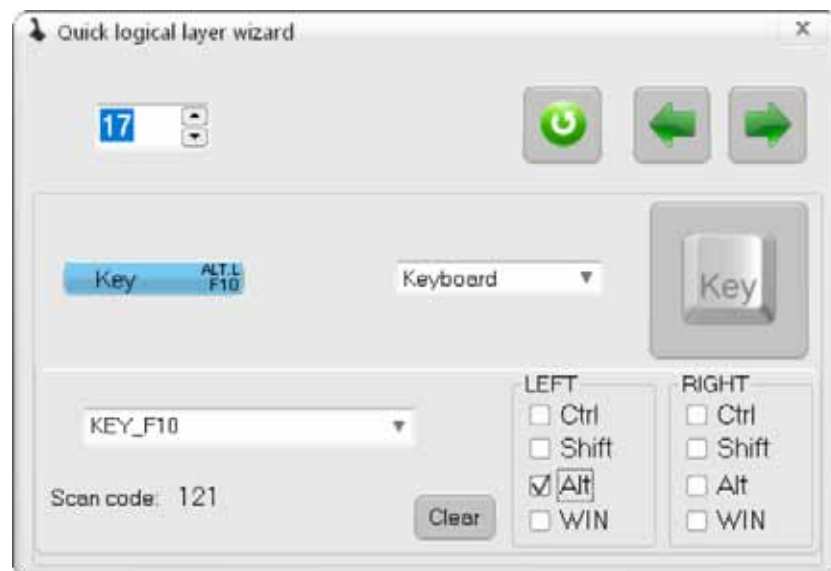 Quick logical layer wizard
17
Key ALT.L
F10
Keyboard
Key
KEY_F10
Scan code: 121
Clear
LEFT
Ctrl
Shift
Alt
WIN
RIGHT
Ctrl
Shift
Alt
WIN